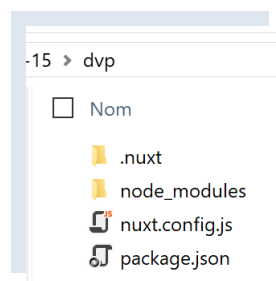 -15 > dvp
Nom
.nuxt
node_modules
nuxt.config.js
package.json